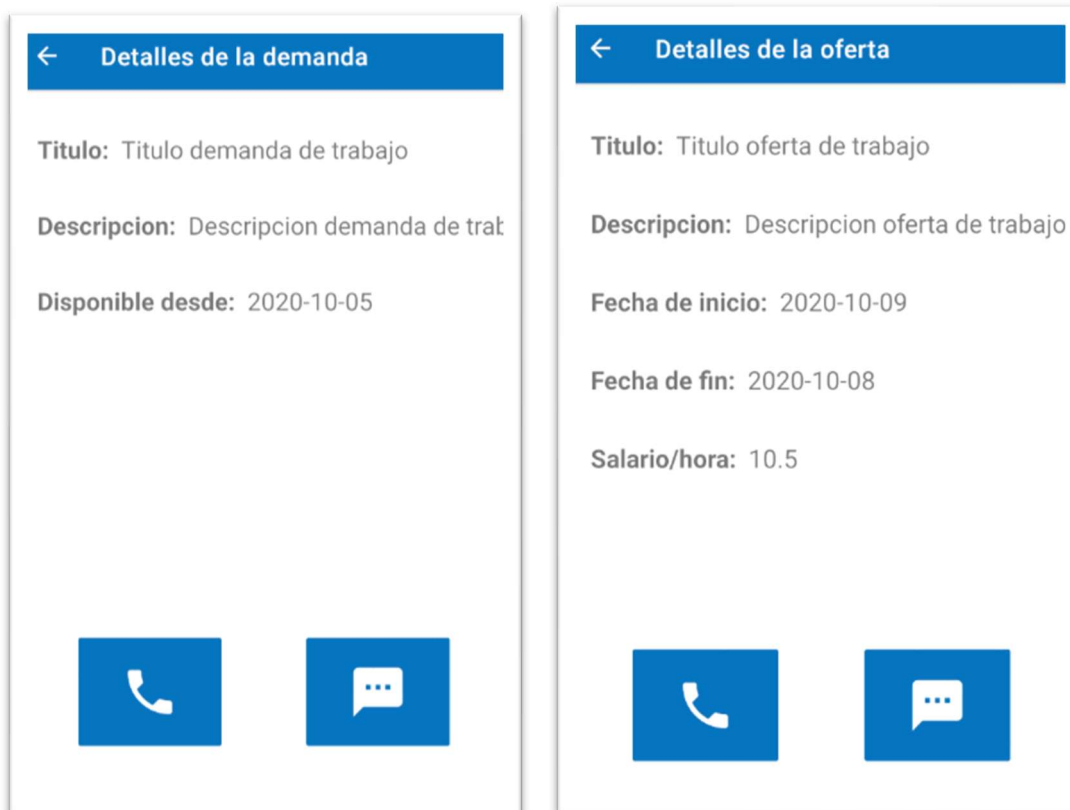 Detalles de la demanda
Titulo: Titulo demanda de trabajo
Descripcion: Descripcion demanda de
Disponible desde: 2020-10-05
Detalles de la oferta
Titulo: Titulo oferta de trabajo
Descripcion: Descripcion oferta de trabajo
Fecha de inicio: 2020-10-09
Fecha de fin: 2020-10-08
Salario/hora: 10.5